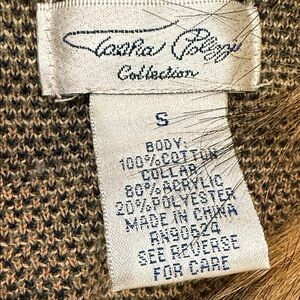 Tasha Polizzi
Collection
S
BODY:
100% COTTON
COLLAR:
80% ACRYLIC
20% POLYESTER
MADE IN CHINA
RN90624
SEE REVERSE
FOR CARE